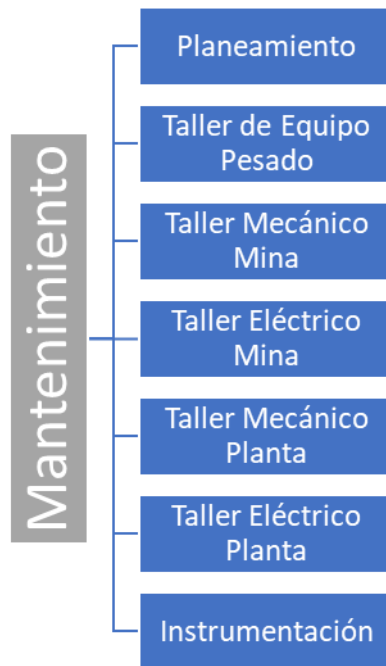 Mantenimiento
Planeamiento
Taller de Equipo
Pesado
Taller Mecánico
Mina
Taller Eléctrico
Mina
Taller Mecánico
Planta
Taller Eléctrico
Planta
Instrumentación